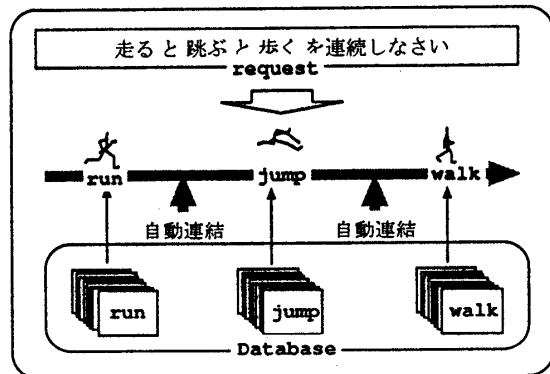 走ると跳ぶと歩くを連続しなさい
request
run
jump
walk
自動連結
自動連結
run
jump
walk
Database